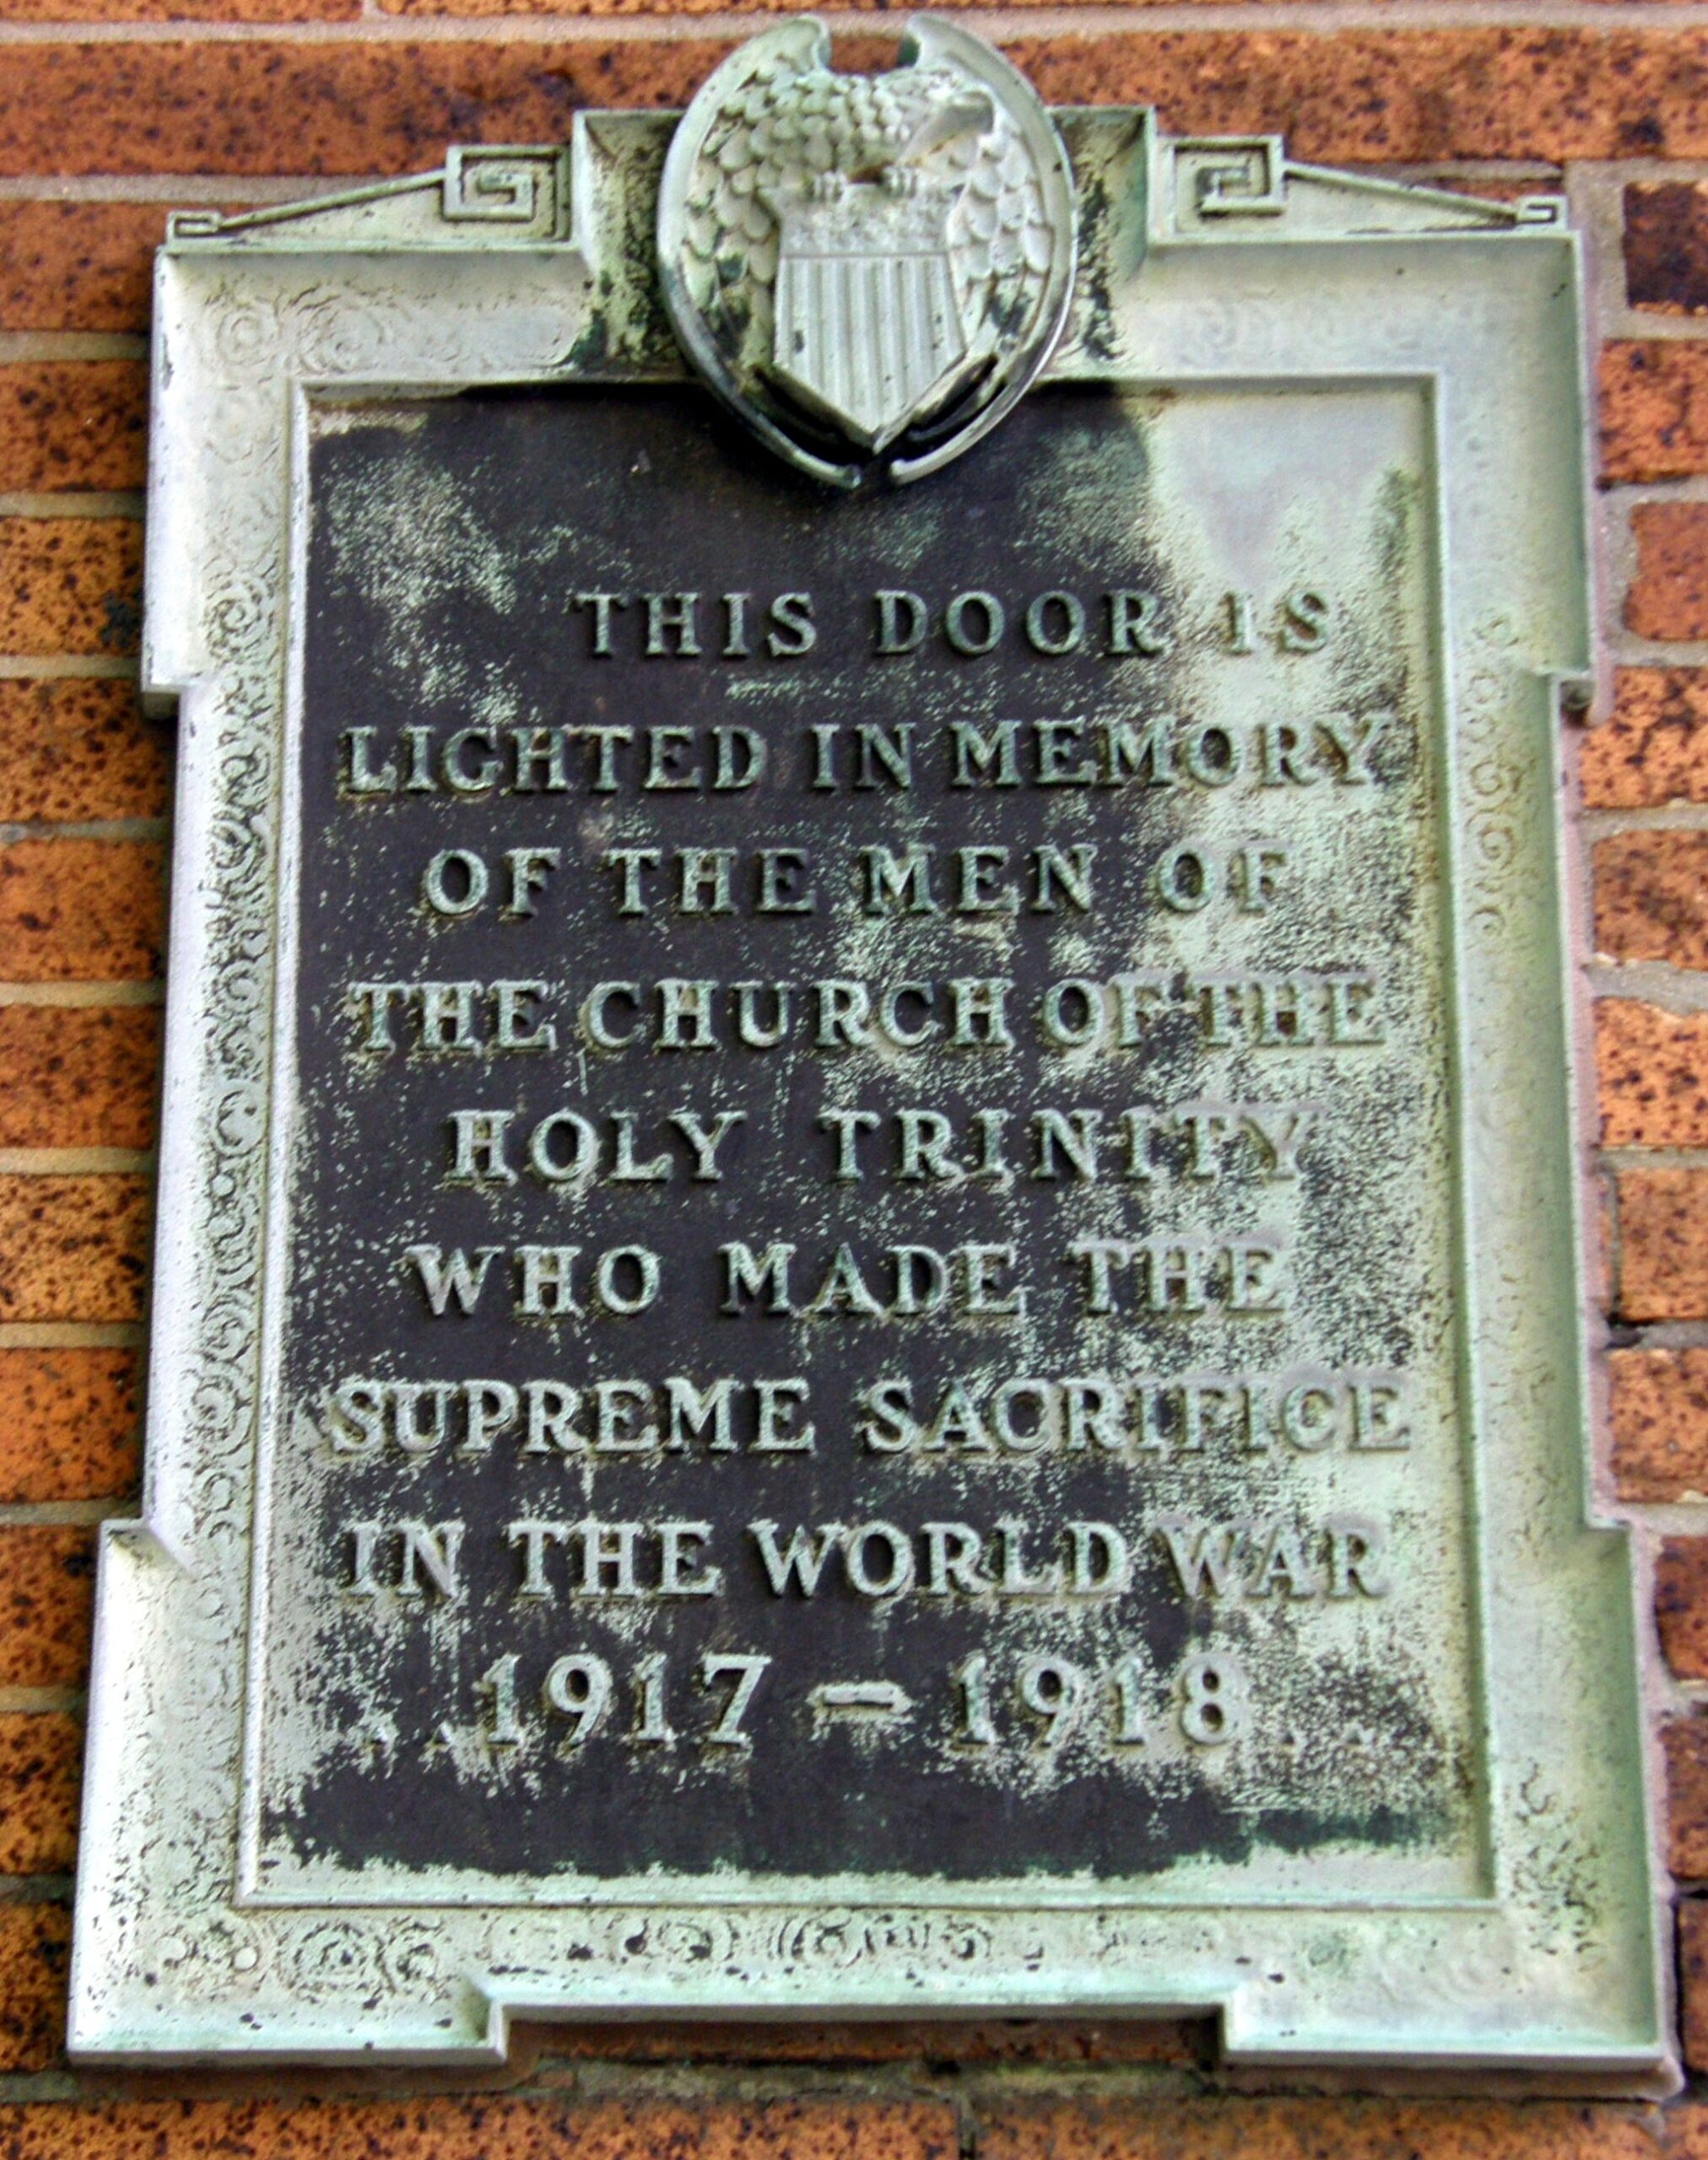 THIS DOOR IS
LIGHTED IN MEMORY
OF THE MEN OF
THE CHURCH OF THE
HOLY TRINITY
WHO MADE THE
SUPREME SACRIFICE
IN THE WORLD WAR
1917 – 1918